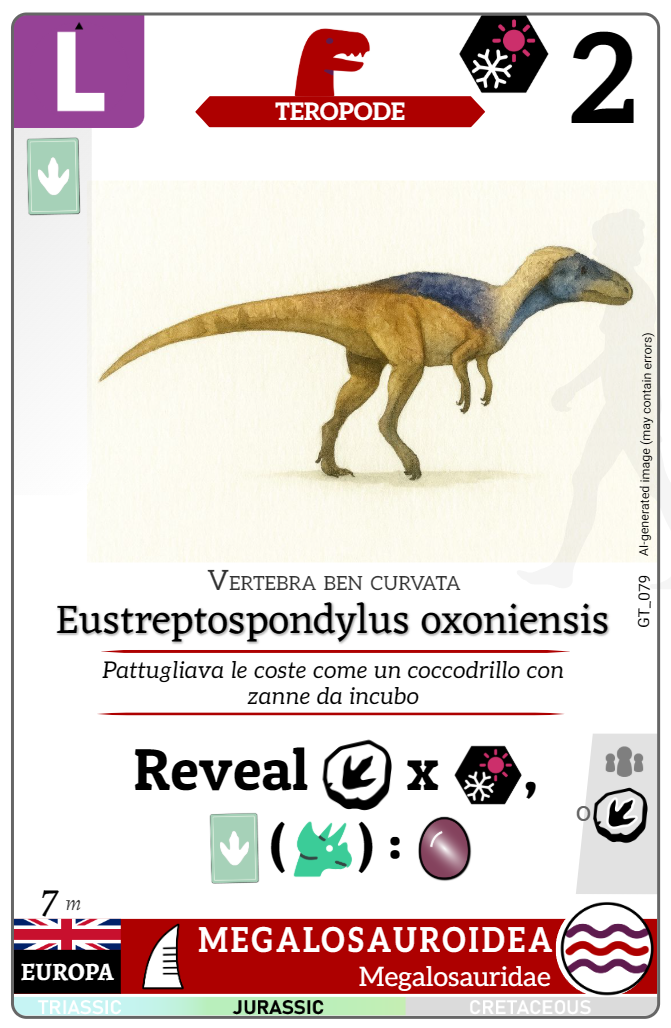 L
TEROPODE
2
AI-generated image (may contain errors)
GT_079
Vertebra ben curvata
Eustreptospondylus oxoniensis
Pattugliava le coste come un coccodrillo con
zanne da incubo
Reveal x ,
( ) :
o
7 m
EUROPA
MEGALOSAUROIDEA
Megalosauridae
TRIASSIC JURASSIC CRETACEOUS